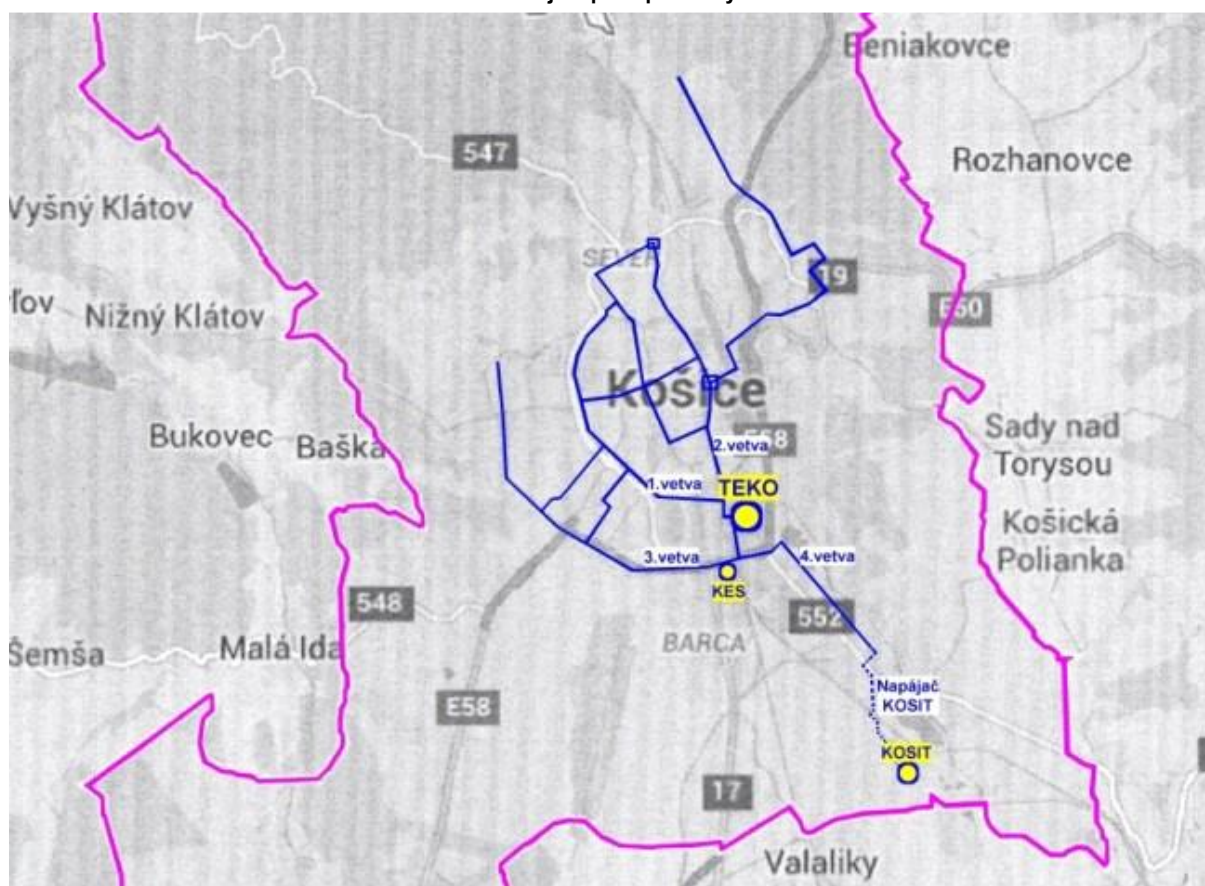 Beniakovce
547
Rozhanovce
Vyšný Klátov
SEVER
19
Nižný Klátov
E50
Košice
Bukovec
Baška
Sady nad
Torysou
2.vetva
1.vetva
TEKO
Košická
Polianka
3.vetva
4.vetva
KES
548
552
Šemša
Malá Ida
BARCA
Napájač
KOSIT
E58
KOSIT
17
Valaliky